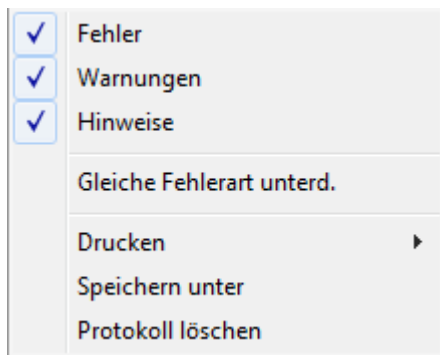 Fehler
Warnungen
Hinweise
Gleiche Fehlerart unterd.
Drucken
Speichern unter
Protokoll löschen